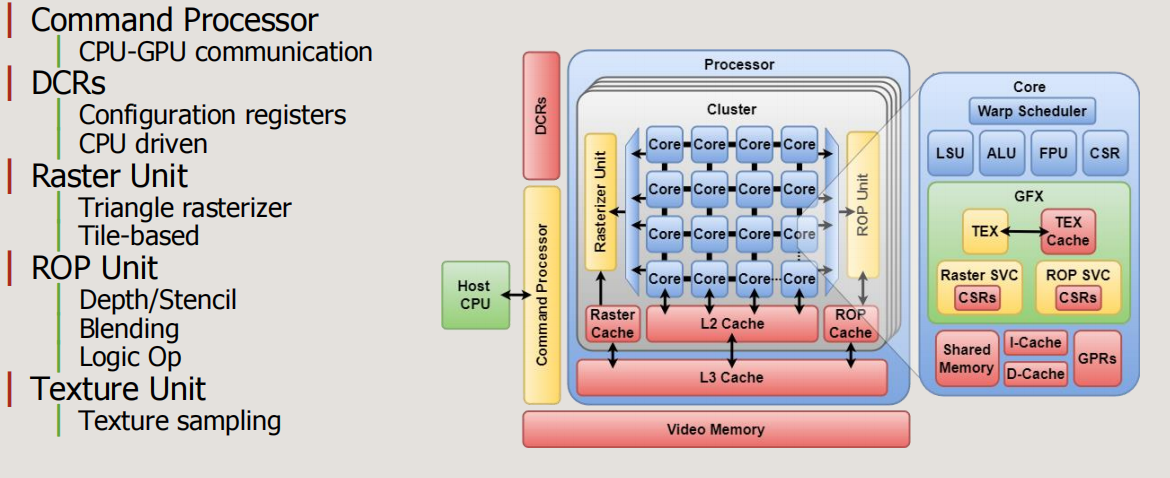 Command Processor
CPU-GPU communication
DCRs
Configuration registers
CPU driven
Raster Unit
Triangle rasterizer
Tile-based
ROP Unit
Depth/Stencil
Blending
Logic Op
Texture Unit
Texture sampling
Host
CPU
DCRs
Command Processor
Processor
Cluster
Rasterizer Unit
Core Core Core Core
Core Core Core Core
Core Core Core Core
Core Core Core Core
ROP Unit
Raster
Cache
L2 Cache
ROP
Cache
L3 Cache
Video Memory
Core
Warp Scheduler
LSU ALU FPU CSR
GFX
TEX
TEX
Cache
Raster SVC
CSRs
ROP SVC
CSRs
Shared
Memory
I-Cache
D-Cache
GPRs